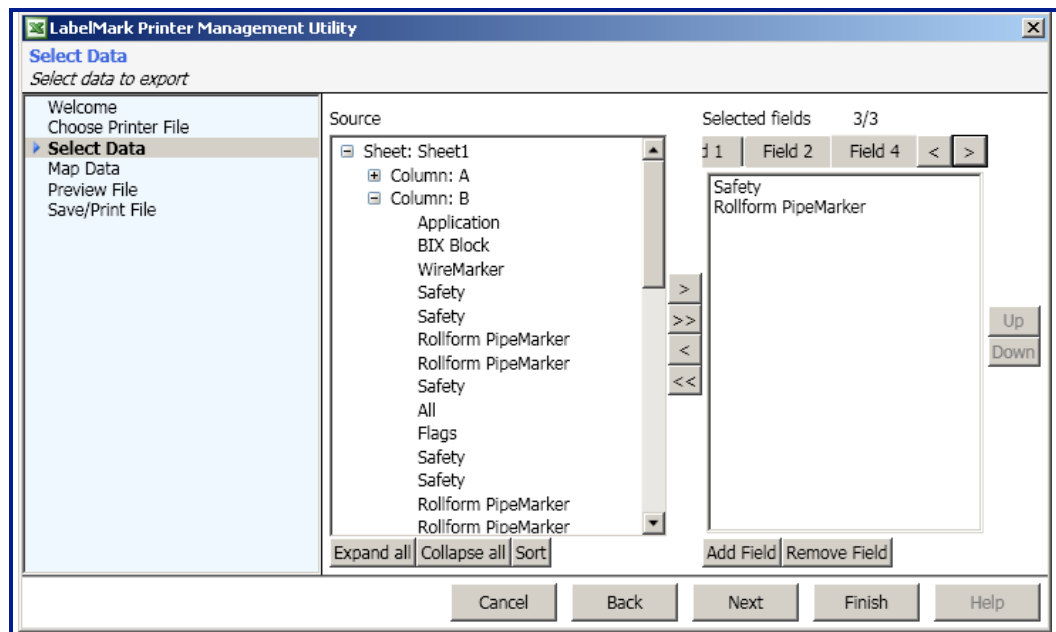 LabelMark Printer Management Utility
Select Data
Select data to export
Welcome
Choose Printer File
Select Data
Map Data
Preview File
Save/Print File
Source
Sheet: Sheet1
Column: A
Column: B
Application
BIX Block
WireMarker
Safety
Safety
Rollform PipeMarker
Rollform PipeMarker
Safety
All
Flags
Safety
Safety
Rollform PipeMarker
Rollform PipeMarker
Expand all Collapse all Sort
>
>>
<
<<
Selected fields 3/3
d 1 Field 2 Field 4 < >
Safety
Rollform PipeMarker
Up
Down
Add Field Remove Field
Cancel Back Next Finish Help